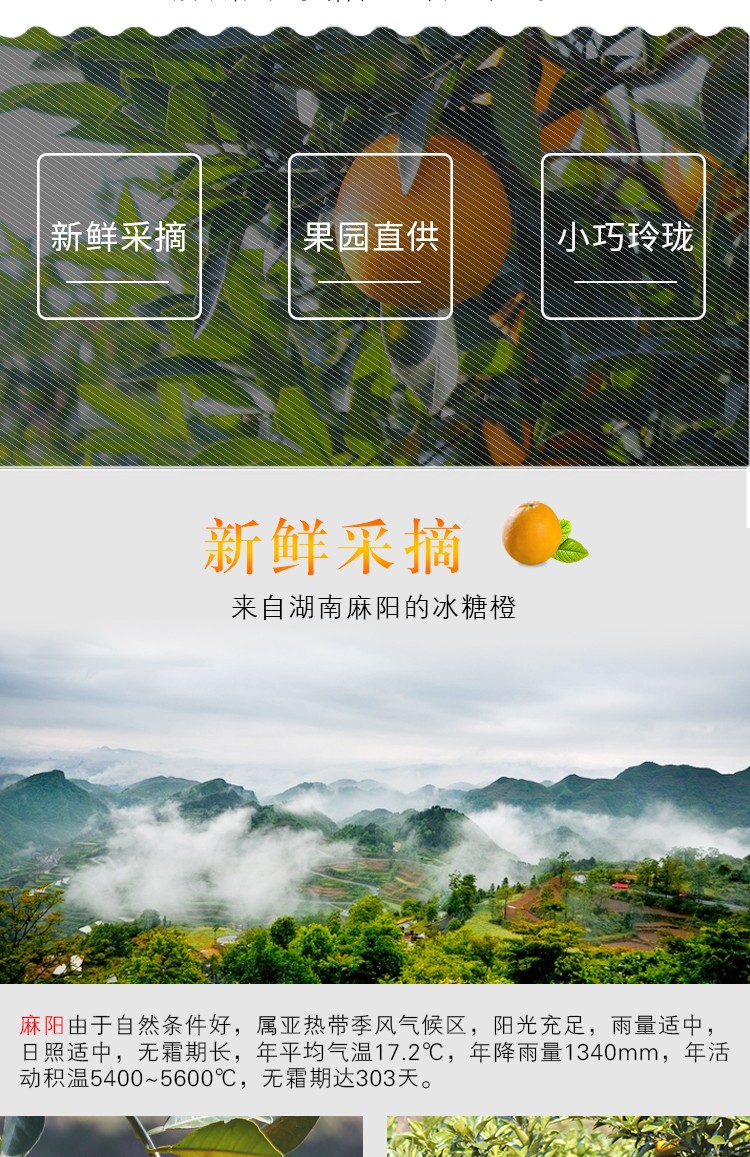 新鲜采摘
果园直供
小巧玲珑
新鲜采摘
来自湖南麻阳的冰糖橙
麻阳由于自然条件好，属亚热带季风气候区，阳光充足，雨量适中，
日照适中，无霜期长，年平均气温17.2℃，年降雨量1340mm，年活
动积温5400~5600℃，无霜期达303天。